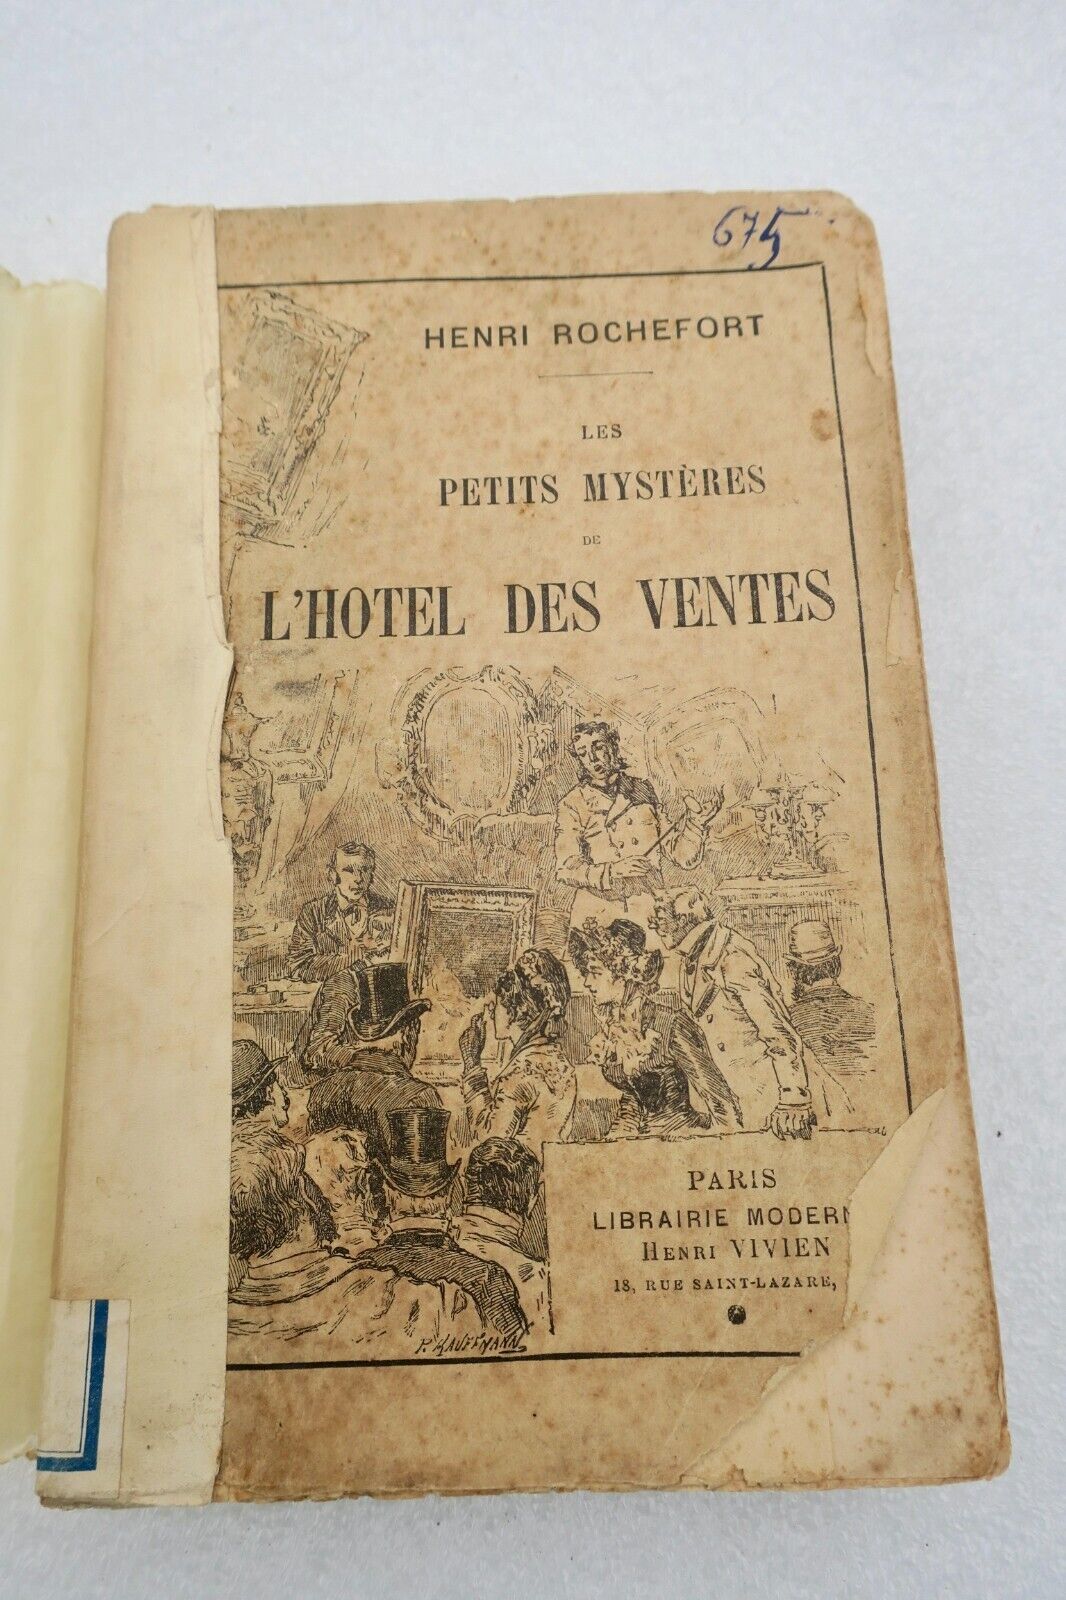 675
HENRI ROCHEFORT
LES
PETITS MYSTÈRES
DE
L'HOTEL DES VENTES
PARIS
LIBRAIRIE MODERN
HENRI VIVIEN
18, RUE SAINT-LAZARE,
P. KAUFFMANN